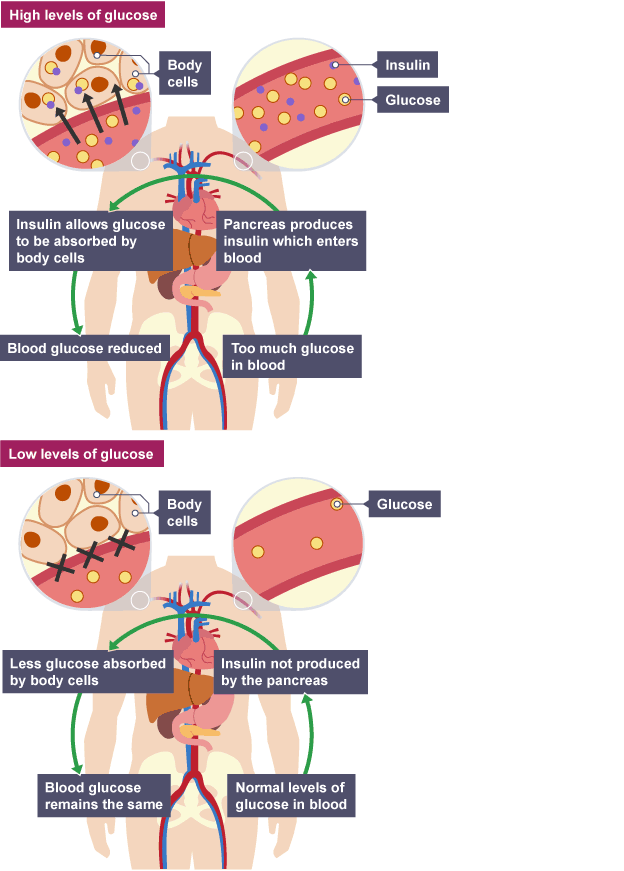 High levels of glucose
Body
cells
Insulin
Glucose
Insulin allows glucose
to be absorbed by
body cells
Pancreas produces
insulin which enters
blood
Blood glucose reduced
Too much glucose
in blood
Low levels of glucose
Body
cells
Glucose
Less glucose absorbed
by body cells
Insulin not produced
by the pancreas
Blood glucose
remains the same
Normal levels of
glucose in blood